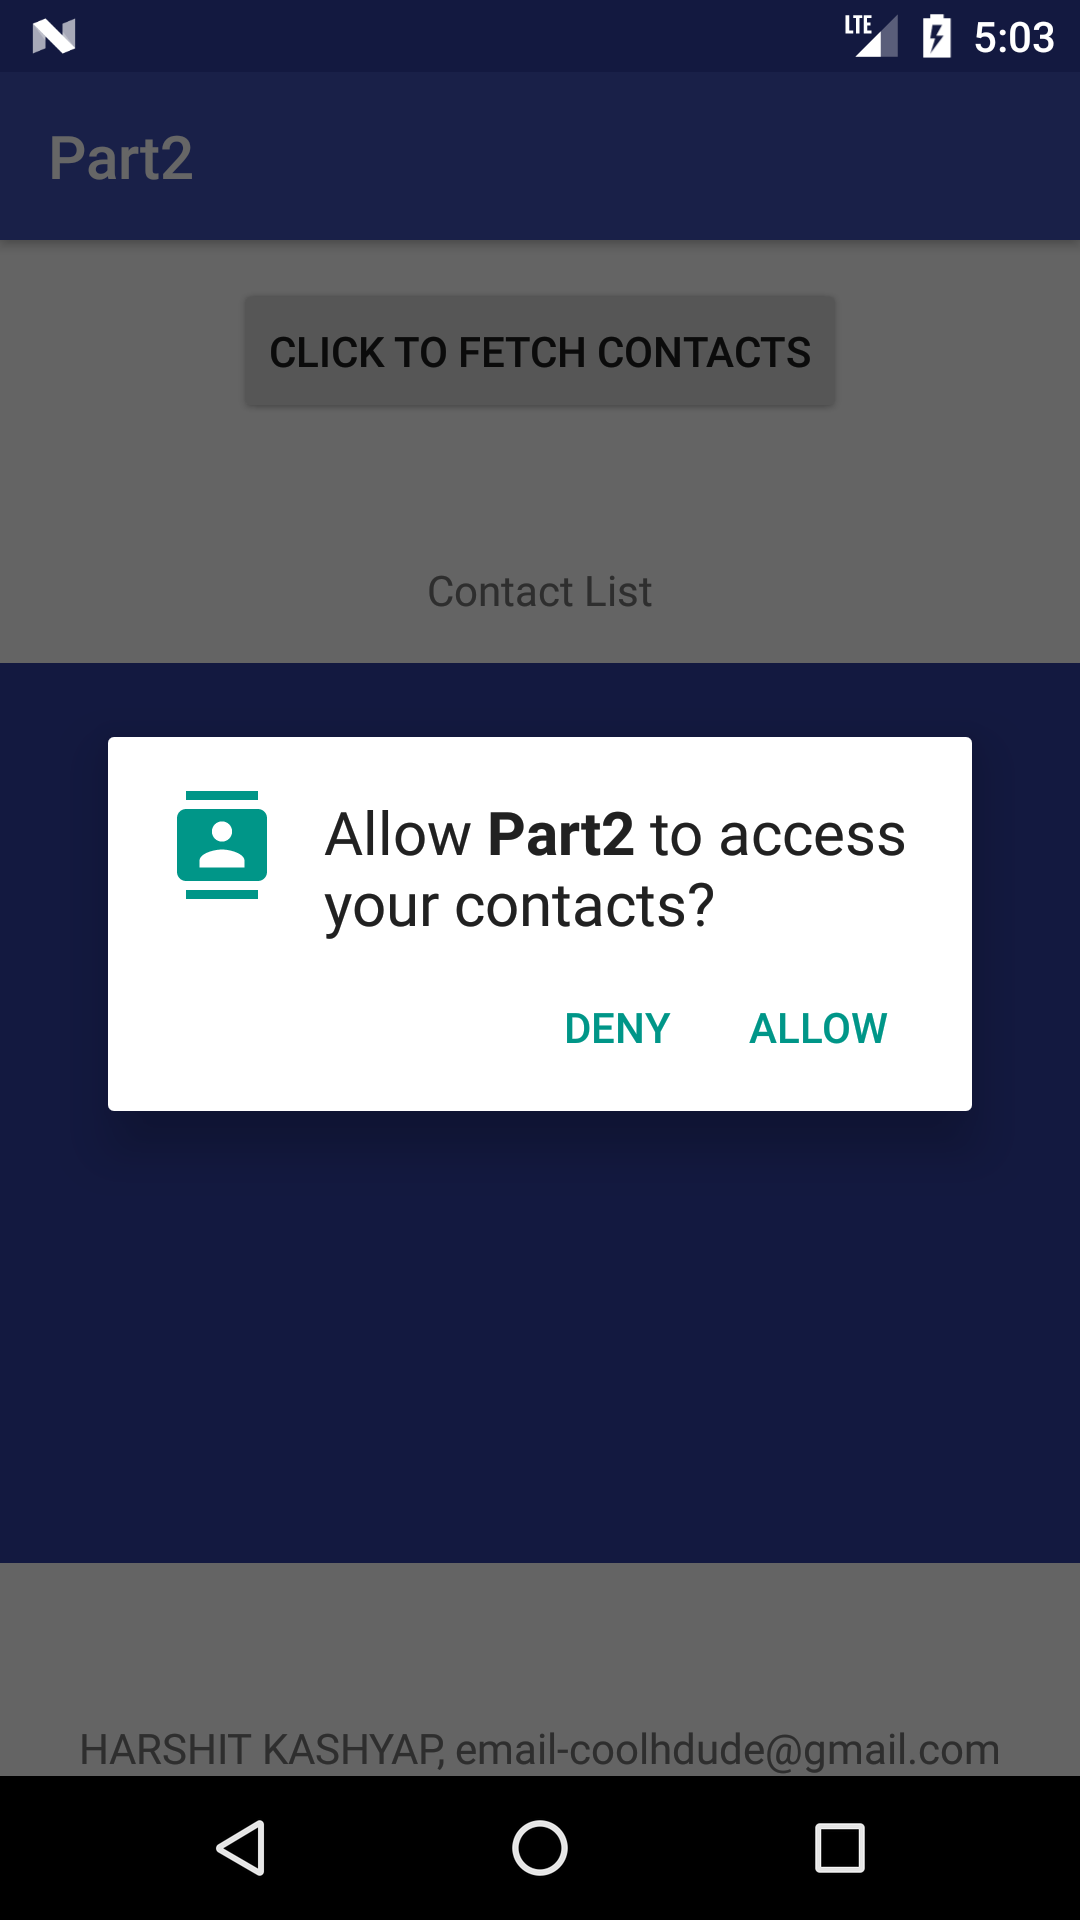 LTE 5:03
Part2
CLICK TO FETCH CONTACTS
Contact List
Allow Part2 to access
your contacts?
DENY ALLOW
HARSHIT KASHYAP, email-coolhdude@gmail.com